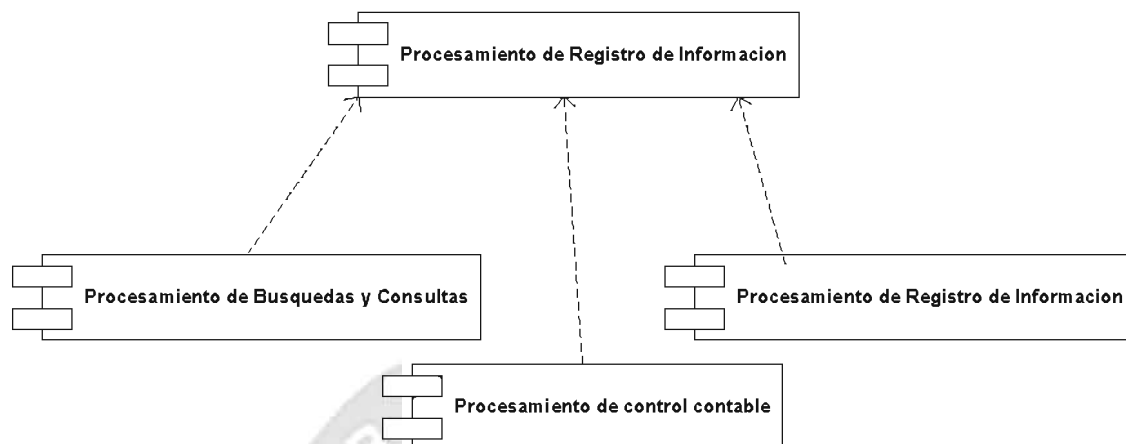 Procesamiento de Registro de Informacion
Procesamiento de Busquedas y Consultas
Procesamiento de Registro de Informacion
Procesamiento de control contable